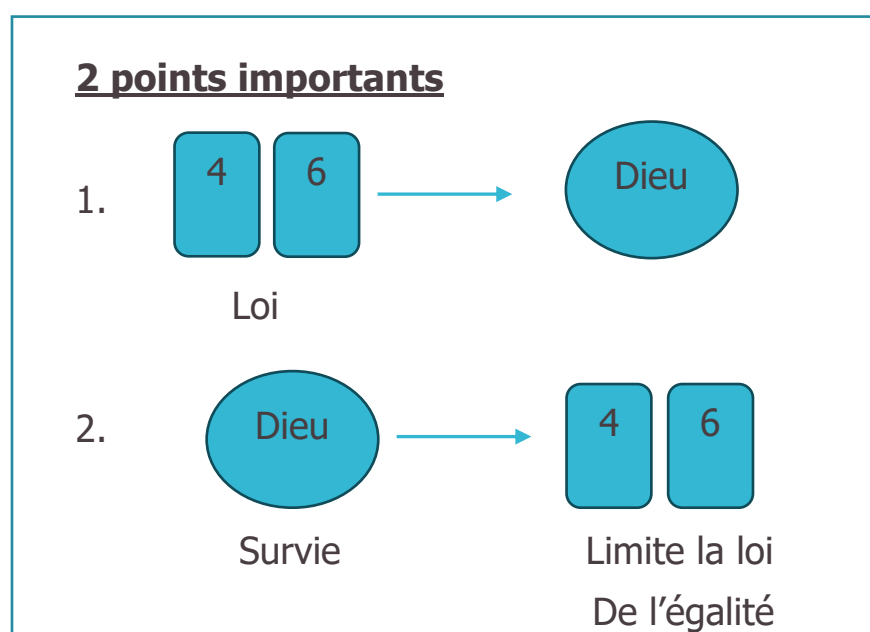 2 points importants
1. 4 6 Dieu
Loi
2. Dieu 4 6
Survie Limite la loi
De l'égalité